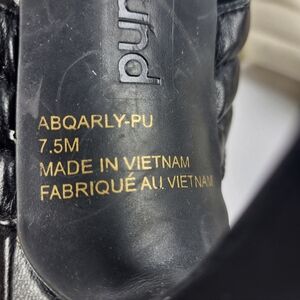 ABQARLY-PU
7.5M
MADE IN VIETNAM
FABRIQUÉ AU VIETNAM